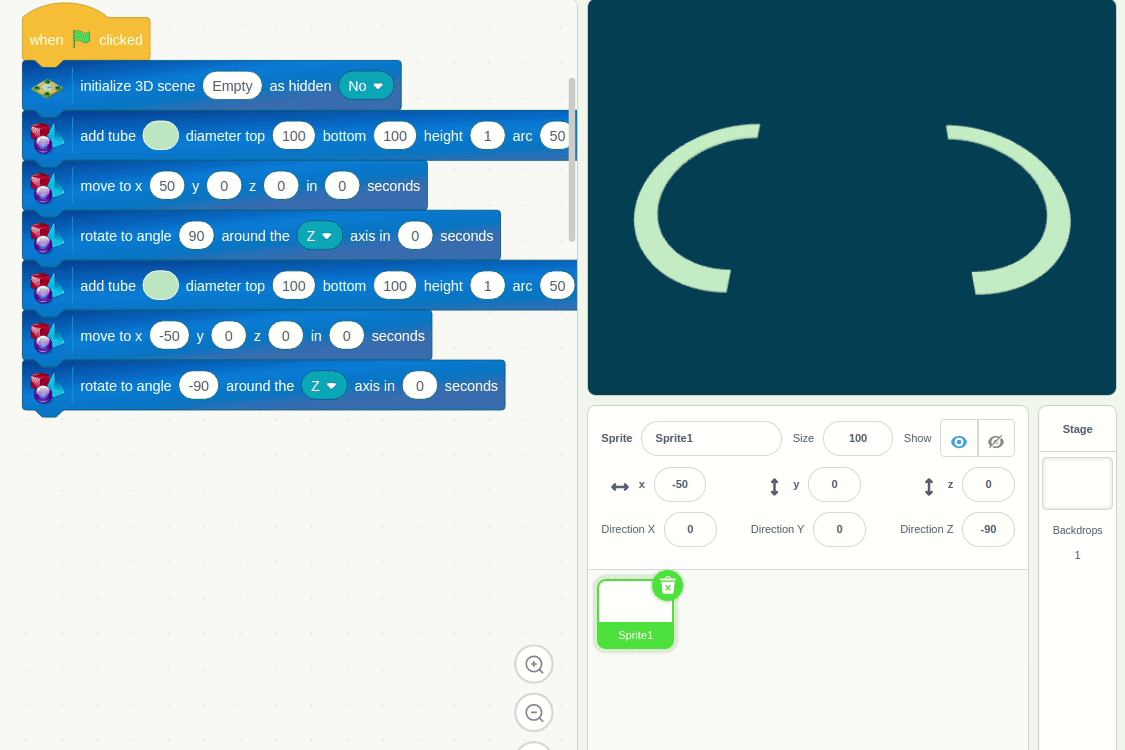 when clicked
initialize 3D scene Empty as hidden No
add tube diameter top 100 bottom 100 height 1 arc 50
move to x 50 y 0 z 0 in 0 seconds
rotate to angle 90 around the Z axis in 0 seconds
add tube diameter top 100 bottom 100 height 1 arc 50
move to x -50 y 0 z 0 in 0 seconds
rotate to angle -90 around the Z axis in 0 seconds
Sprite Sprite1 Size 100 Show
x -50 y 0 z 0
Direction X 0 Direction Y 0 Direction Z -90
Sprite1
Stage
Backdrops
1